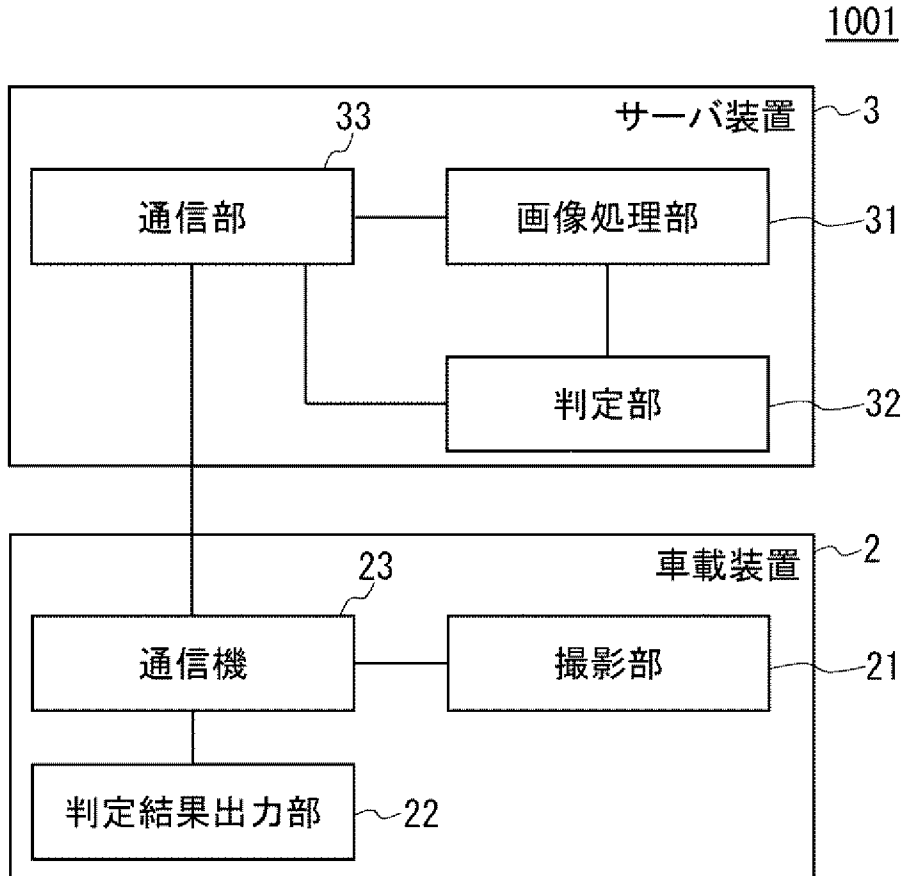 1001
サーバ装置
3
33
通信部
画像処理部
31
判定部
32
車載装置
2
23
通信機
撮影部
21
判定結果出力部
22